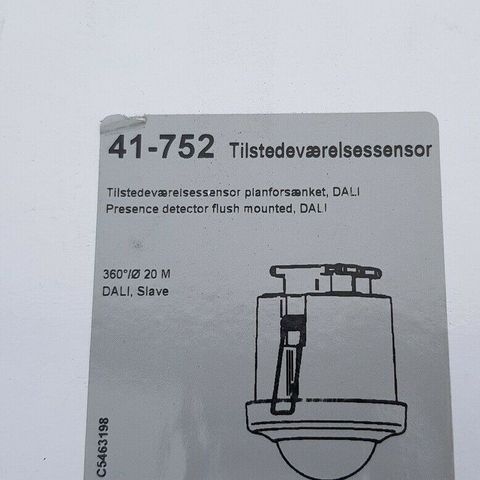 41-752 Tilstedeværelsessensor
Tilstedeværelsessensor planforsænket, DALI
Presence detector flush mounted, DALI
360°/Ø 20 M
DALI, Slave
C5463198